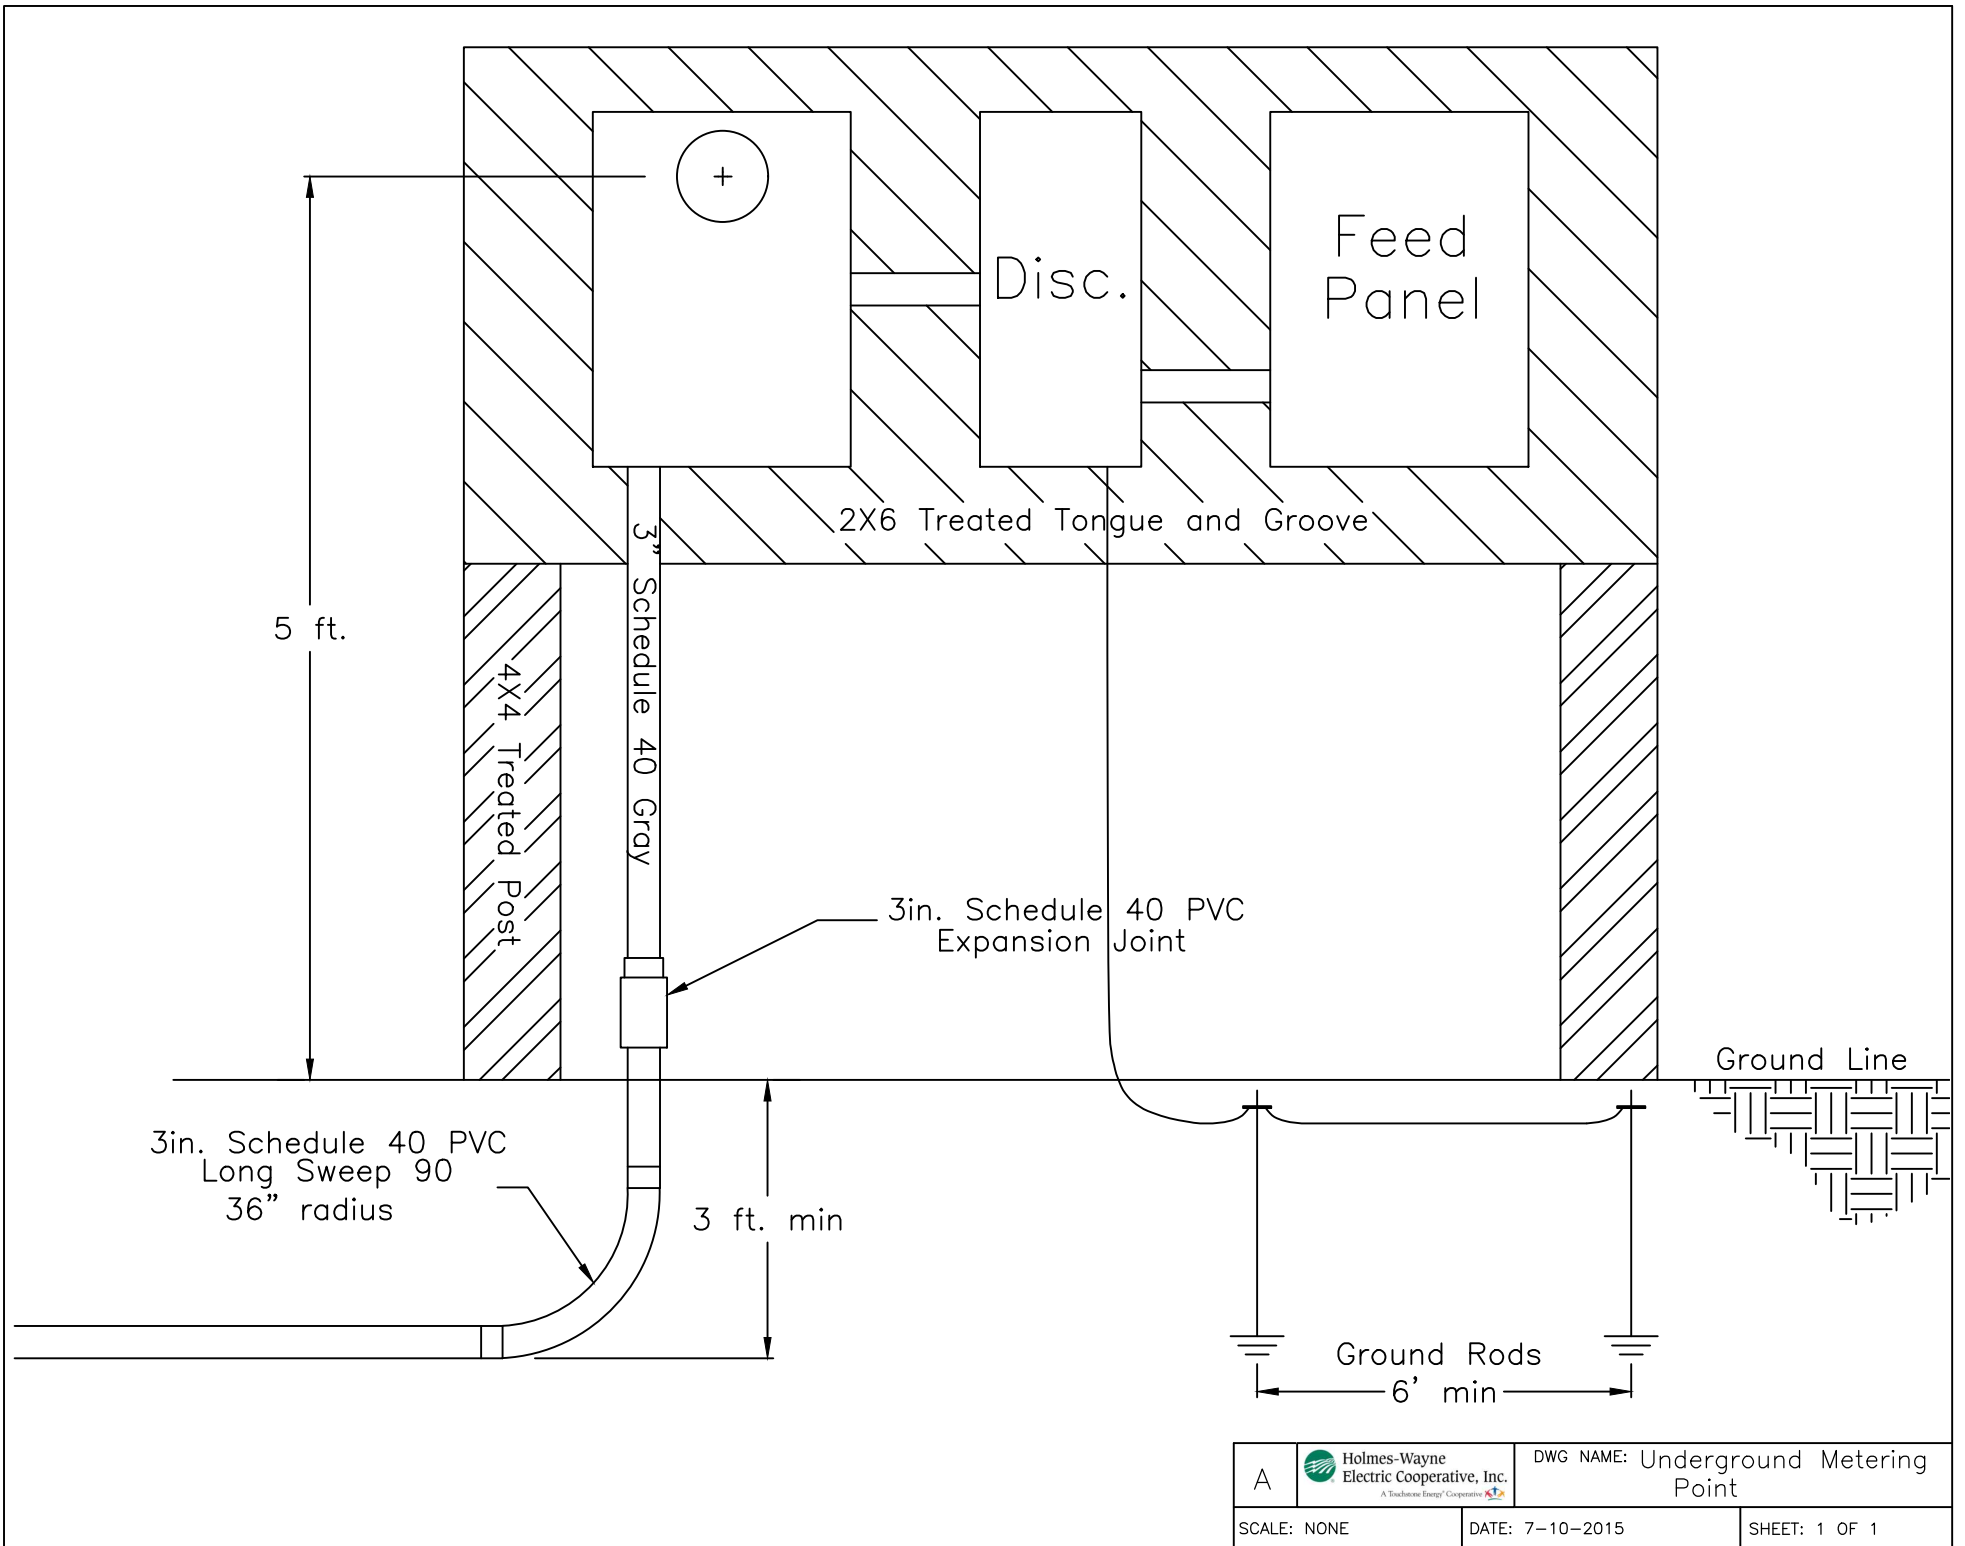 Feed
Panel
Disc.
2X6 Treated Tongue and Groove
3" Schedule 40 Gray
5 ft.
4X4 Treated Post
3in. Schedule 40 PVC
Expansion Joint
Ground Line
3in. Schedule 40 PVC
Long Sweep 90
36" radius
3 ft. min
Ground Rods
6' min
A
Holmes-Wayne
Electric Cooperative, Inc.
A Touchstone Energy® Cooperative
DWG NAME: Underground Metering
Point
SCALE: NONE
DATE: 7-10-2015
SHEET: 1 OF 1